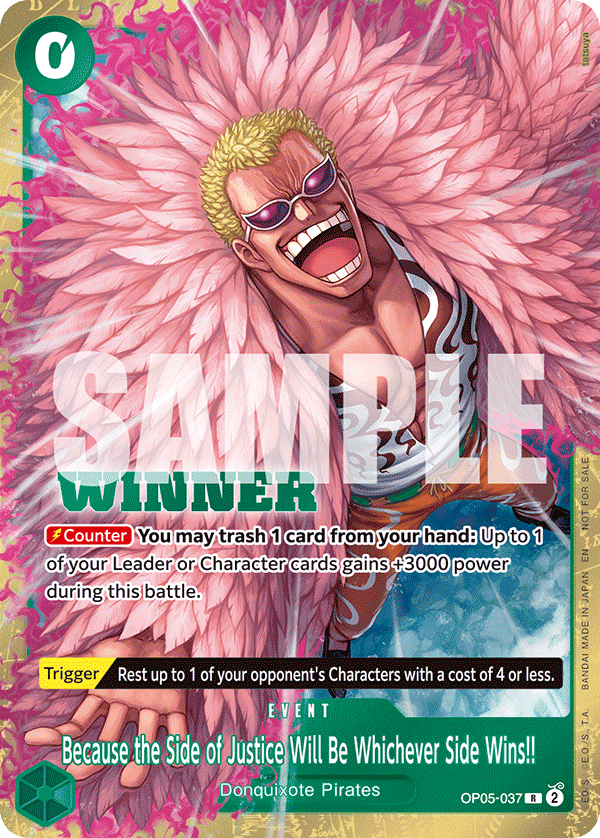 0
tatsuya
SAMPLE
WINNER
Counter You may trash 1 card from your hand: Up to 1
of your Leader or Character cards gains +3000 power
during this battle.
Trigger Rest up to 1 of your opponent's Characters with a cost of 4 or less.
EVENT
Because the Side of Justice Will Be Whichever Side Wins!!
Donquixote Pirates
OP05-037 R 2
©E.O./S. ©E.O./S., T.A. BANDAI MADE IN JAPAN EN NOT FOR SALE